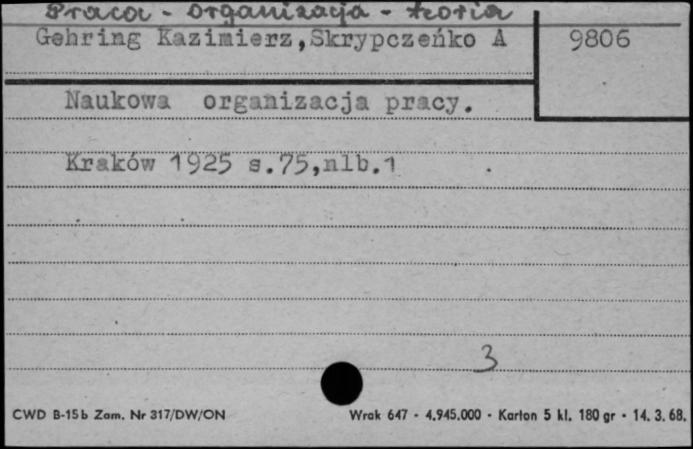 Praca - organizacja - teoria
Gehring Kazimierz,Skrypczeńko A
9806
Naukowa organizacja pracy.
Kraków 1925 s.75,nlb.1
3
CWD B-15b Zam. Nr 317/DW/ON
Wrak 647 - 4.945.000 - Karton 5 kl. 180 gr - 14. 3. 68.